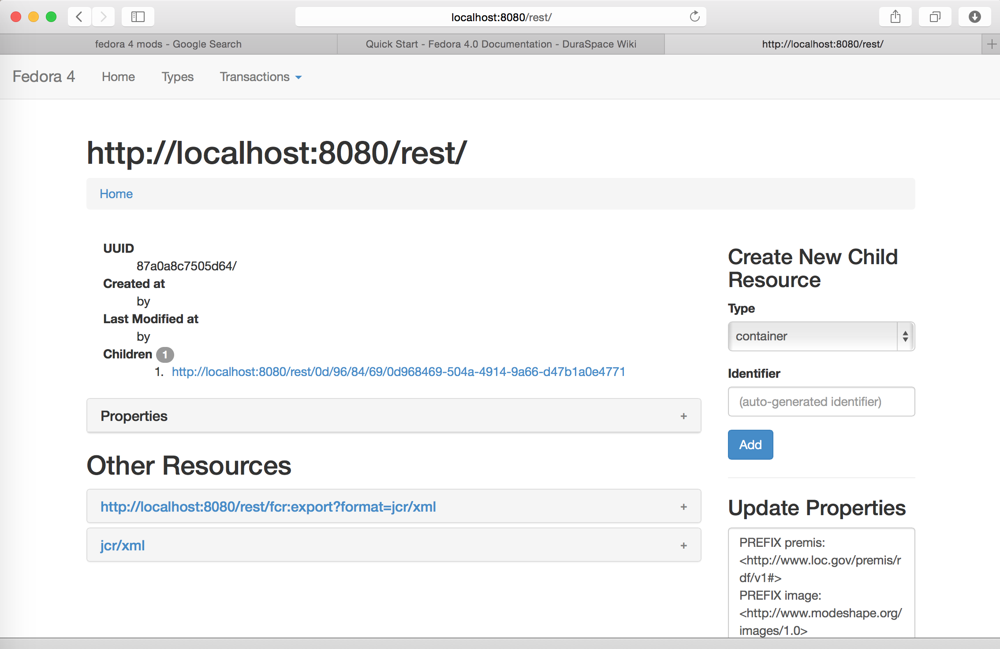 localhost:8080/rest/
fedora 4 mods - Google Search
Quick Start - Fedora 4.0 Documentation - DuraSpace Wiki
http://localhost:8080/rest/
Fedora 4
Home
Types
Transactions
http://localhost:8080/rest/
Home
UUID
87a0a8c7505d64/
Created at
by
Last Modified at
by
Children 1
1. http://localhost:8080/rest/0d/96/84/69/0d968469-504a-4914-9a66-d47b1a0e4771
Properties +
Other Resources
http://localhost:8080/rest/fcr:export?format=jcr/xml +
jcr/xml +
Create New Child
Resource
Type
container
Identifier
(auto-generated identifier)
Add
Update Properties
PREFIX premis:
<http://www.loc.gov/premis/r
df/v1#>
PREFIX image:
<http://www.modeshape.org/
images/1.0>